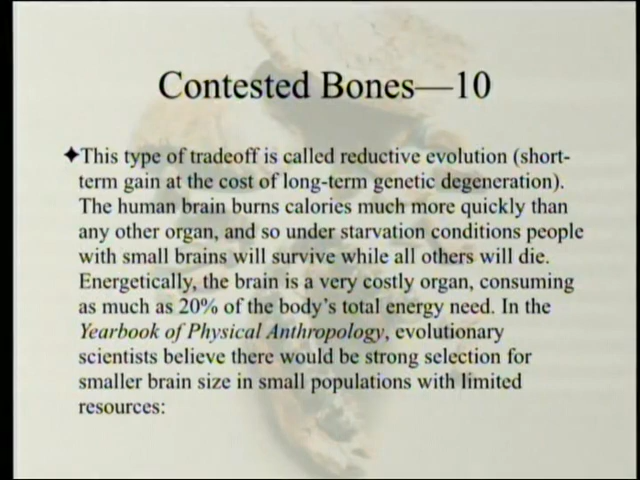 Contested Bones—10
✦This type of tradeoff is called reductive evolution (short-
term gain at the cost of long-term genetic degeneration).
The human brain burns calories much more quickly than
any other organ, and so under starvation conditions people
with small brains will survive while all others will die.
Energetically, the brain is a very costly organ, consuming
as much as 20% of the body's total energy need. In the
Yearbook of Physical Anthropology, evolutionary
scientists believe there would be strong selection for
smaller brain size in small populations with limited
resources: